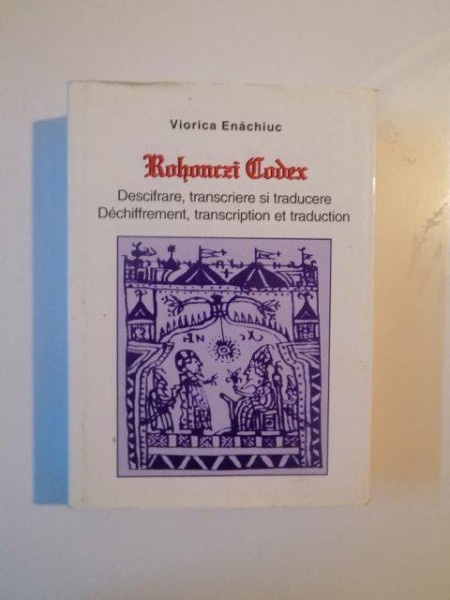 Viorica Enăchiuc
Rohonczi Codex
Descifrare, transcriere si traducere
Déchiffrement, transcription et traduction